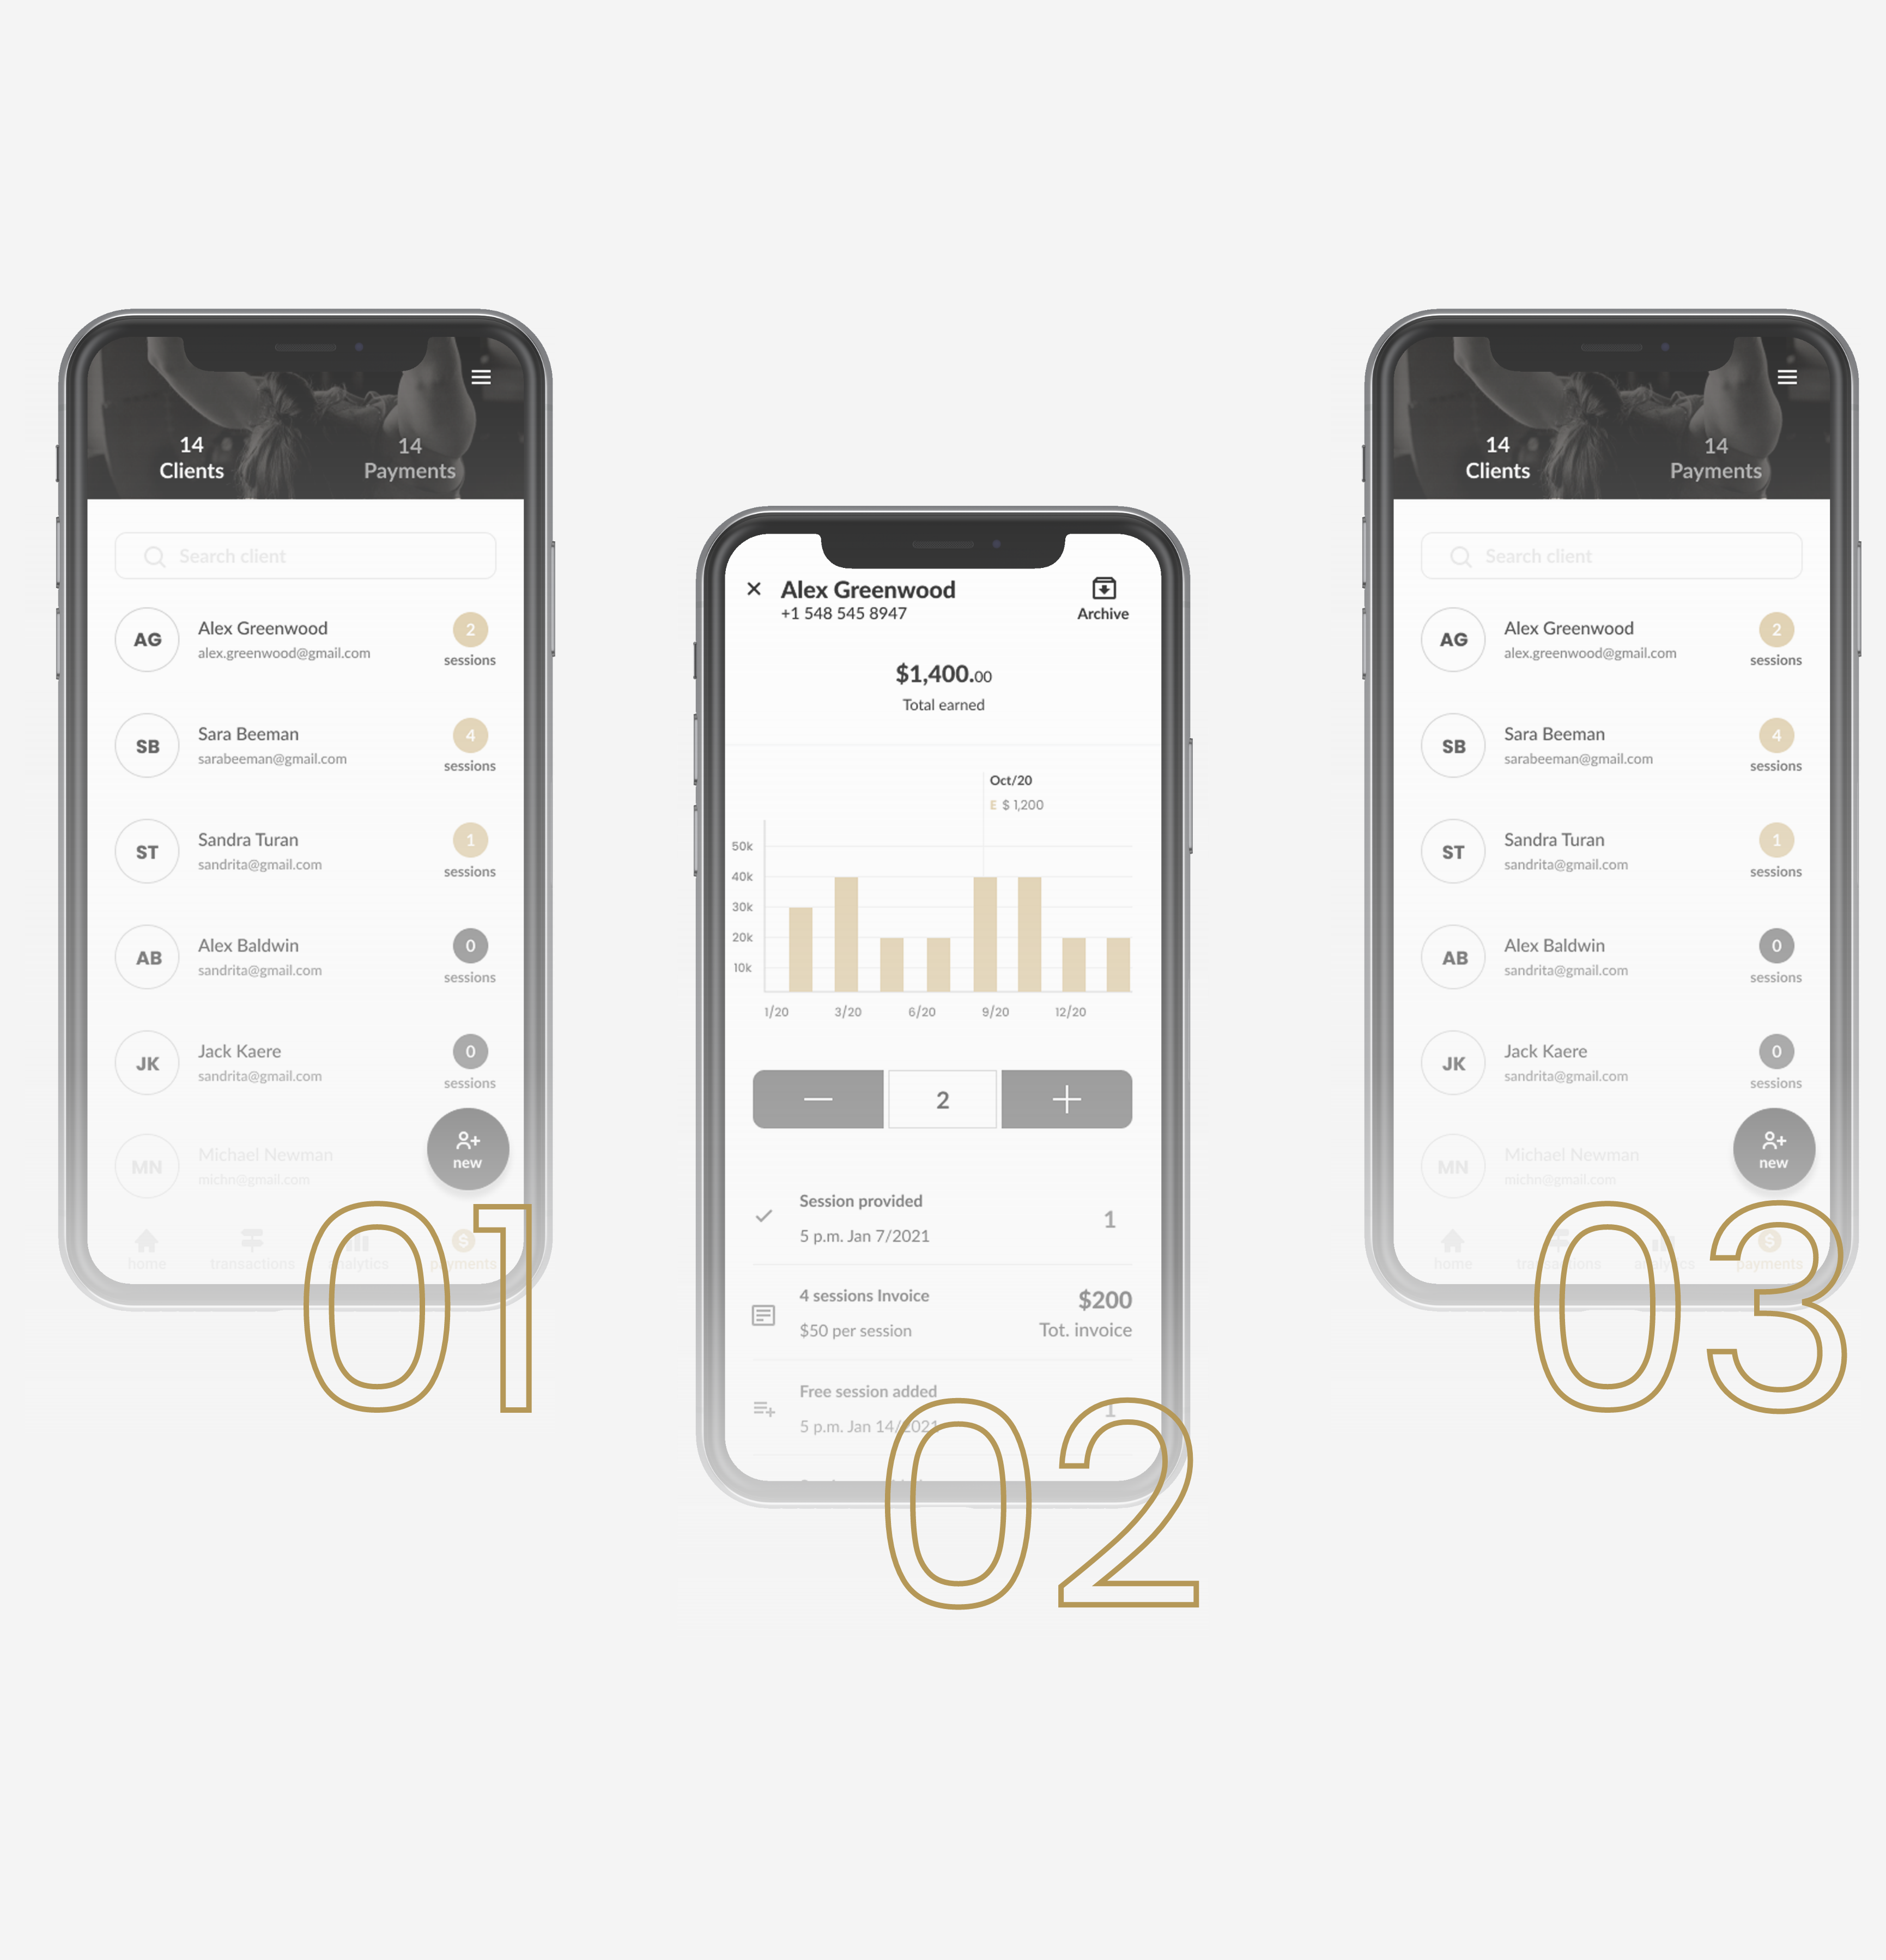 14
Clients
14
Payments
Search client
AG
Alex Greenwood
alex.greenwood@gmail.com
2
sessions
SB
Sara Beeman
sarabeeman@gmail.com
4
sessions
ST
Sandra Turan
sandrita@gmail.com
1
sessions
AB
Alex Baldwin
sandrita@gmail.com
0
sessions
JK
Jack Kaere
sandrita@gmail.com
0
sessions
MN
Michael Newman
michn@gmail.com
new
home
transactions
analytics
payments
01
Alex Greenwood
+1 548 545 8947
Archive
$1,400.00
Total earned
Oct/20
E $ 1,200
50k
40k
30k
20k
10k
1/20
3/20
6/20
9/20
12/20
2
Session provided
5 p.m. Jan 7/2021
1
4 sessions Invoice
$50 per session
$200
Tot. invoice
Free session added
5 p.m. Jan 14/2021
1
02
14
Clients
14
Payments
Search client
AG
Alex Greenwood
alex.greenwood@gmail.com
2
sessions
SB
Sara Beeman
sarabeeman@gmail.com
4
sessions
ST
Sandra Turan
sandrita@gmail.com
1
sessions
AB
Alex Baldwin
sandrita@gmail.com
0
sessions
JK
Jack Kaere
sandrita@gmail.com
0
sessions
MN
Michael Newman
michn@gmail.com
new
home
transactions
analytics
payments
03